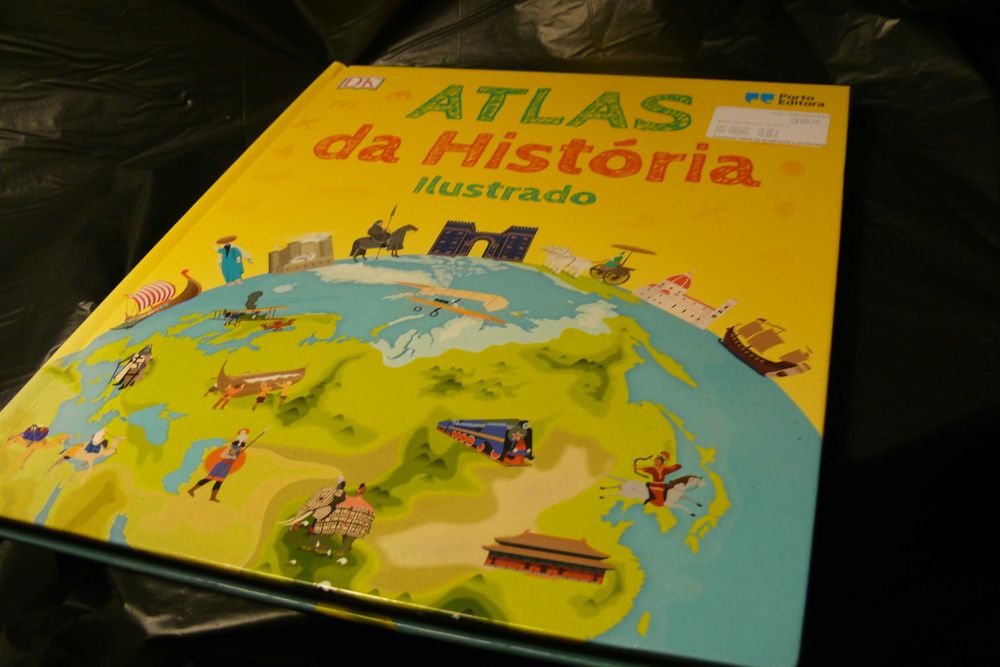 DK
Porto
Editora
ATLAS
da História
Ilustrado